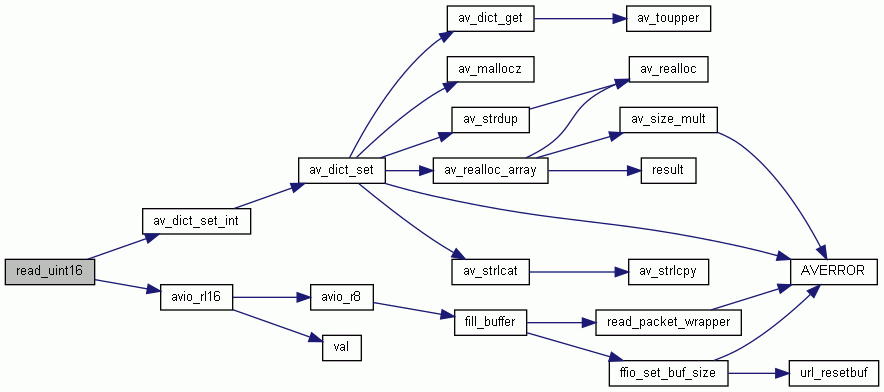 av_dict_get
av_toupper
av_mallocz
av_realloc
av_strdup
av_size_mult
av_dict_set
av_realloc_array
result
av_dict_set_int
read_uint16
av_strlcat
av_strlcpy
AVERROR
avio_rl16
avio_r8
fill_buffer
read_packet_wrapper
val
ffio_set_buf_size
url_resetbuf